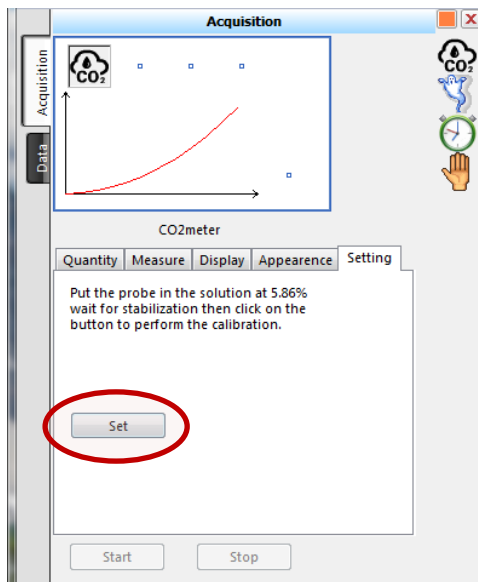 Acquisition
X
Acquisition
Data
CO2
CO2
CO2meter
Quantity Measure Display Appearence Setting
Put the probe in the solution at 5.86%
wait for stabilization then click on the
button to perform the calibration.
Set
Start Stop